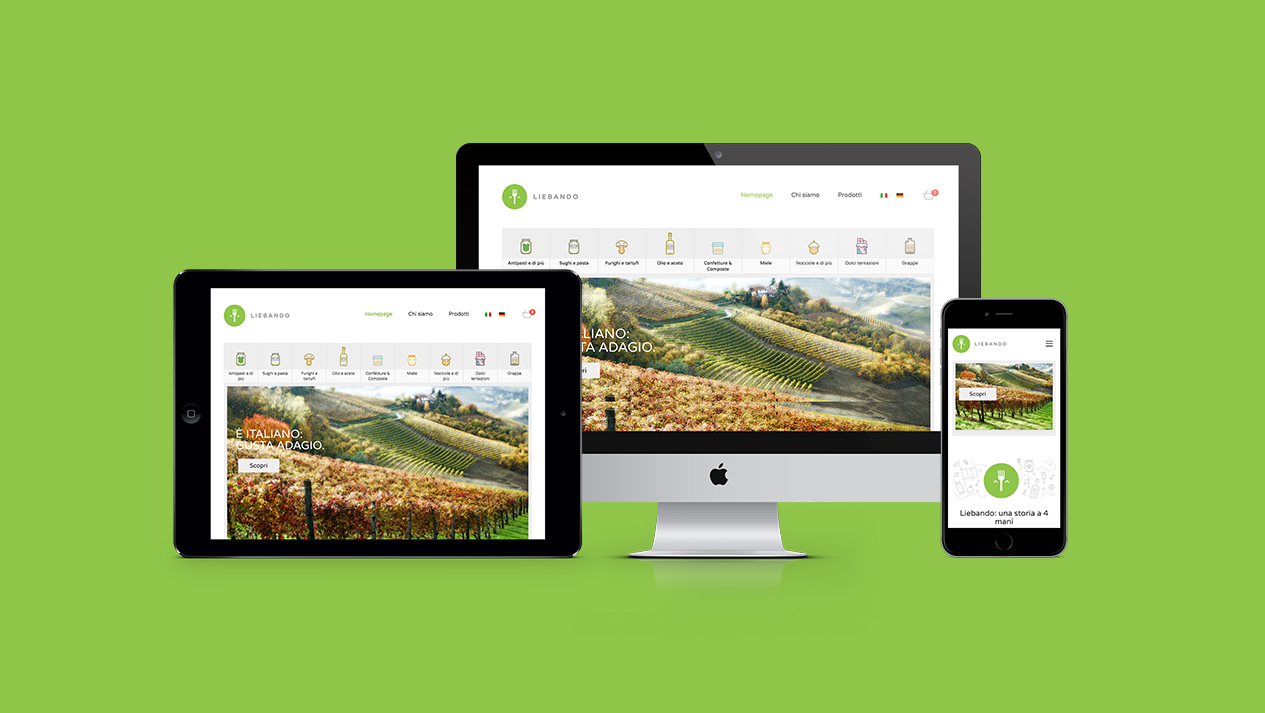 LIEBANDO
Homepage
Chi siamo
Prodotti
0
Antipasti e di più
Sughi e pasta
Funghi e tartufi
Olio e aceto
Confetture &
Composte
Miele
Nocciole e di più
Dolci tentazioni
Grappe
LIANO:
TA ADAGIO.
ri
LIEBANDO
Homepage
Chi siamo
Prodotti
0
Antipasti e di
più
Sughi e pasta
Funghi e
tartufi
Olio e aceto
Confetture &
Composte
Miele
Nocciole e di
più
Dolci
tentazioni
Grappe
È ITALIANO:
GUSTA ADAGIO.
Scopri
LIEBANDO
Scopri
Liebando: una storia a 4
mani